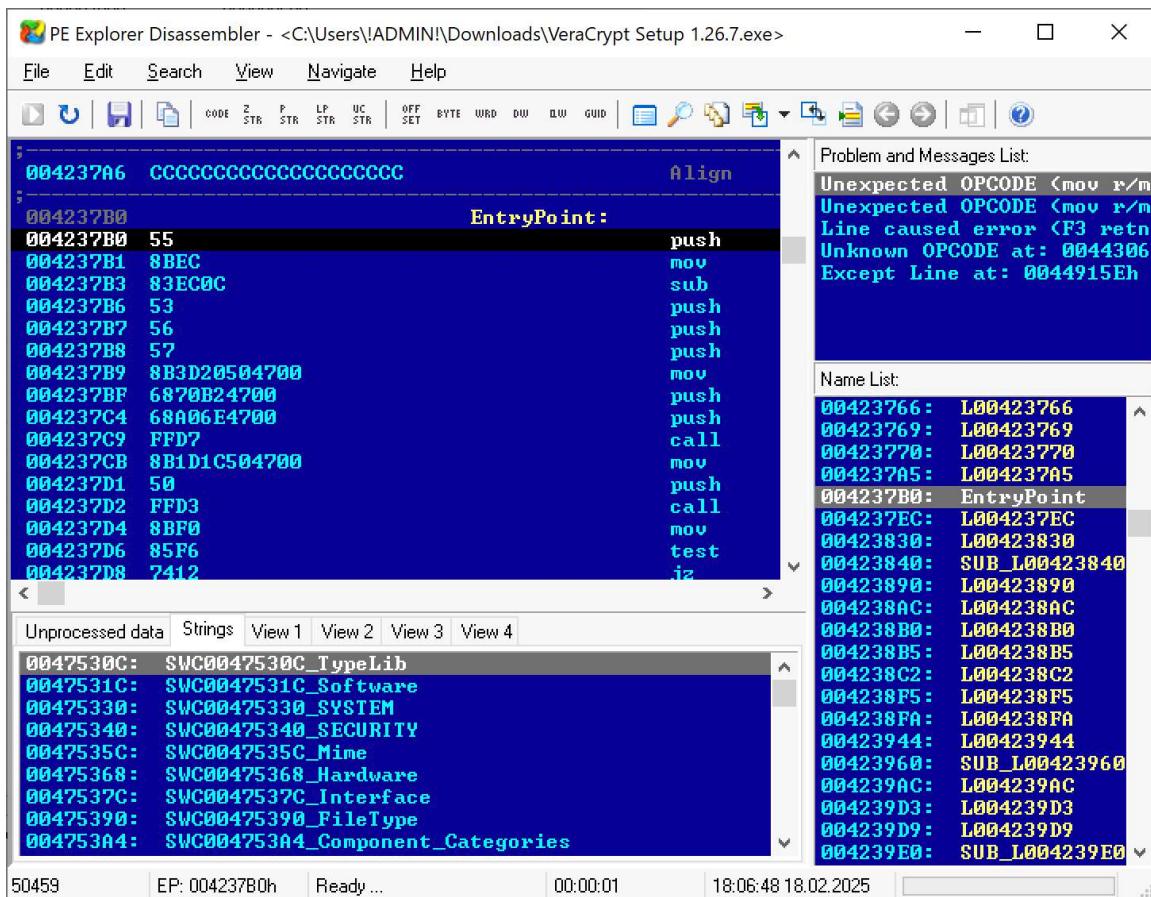 PE Explorer Disassembler - <C:\Users\!ADMIN!\Downloads\VeraCrypt Setup 1.26.7.exe>
File Edit Search View Navigate Help
CODE Z STR P STR LP STR UC STR OFF SET BYTE WRD DW QW GUID
;
004237A6 CCCCCCCCCCCCCCCCCCCC Align
;
004237B0 EntryPoint:
004237B0 55 push
004237B1 8BEC mov
004237B3 83EC0C sub
004237B6 53 push
004237B7 56 push
004237B8 57 push
004237B9 8B3D20504700 mov
004237BF 6870B24700 push
004237C4 68A06E4700 push
004237C9 FFD7 call
004237CB 8B1D1C504700 mov
004237D1 50 push
004237D2 FFD3 call
004237D4 8BF0 mov
004237D6 85F6 test
004237D8 7412 jz
Problem and Messages List:
Unexpected OPCODE (mov r/m
Unexpected OPCODE (mov r/m
Line caused error (F3 retn
Unknown OPCODE at: 0044306
Except Line at: 0044915Eh
Name List:
00423766: L00423766
00423769: L00423769
00423770: L00423770
004237A5: L004237A5
004237B0: EntryPoint
004237EC: L004237EC
00423830: L00423830
00423840: SUB_L00423840
00423890: L00423890
004238AC: L004238AC
004238B0: L004238B0
004238B5: L004238B5
004238C2: L004238C2
004238F5: L004238F5
004238FA: L004238FA
00423944: L00423944
00423960: SUB_L00423960
004239AC: L004239AC
004239D3: L004239D3
004239D9: L004239D9
004239E0: SUB_L004239E0
Unprocessed data Strings View 1 View 2 View 3 View 4
0047530C: SWC0047530C_TypeLib
0047531C: SWC0047531C_Software
00475330: SWC00475330_SYSTEM
00475340: SWC00475340_SECURITY
0047535C: SWC0047535C_Mime
00475368: SWC00475368_Hardware
0047537C: SWC0047537C_Interface
00475390: SWC00475390_FileType
004753A4: SWC004753A4_Component_Categories
50459 EP: 004237B0h Ready ... 00:00:01 18:06:48 18.02.2025